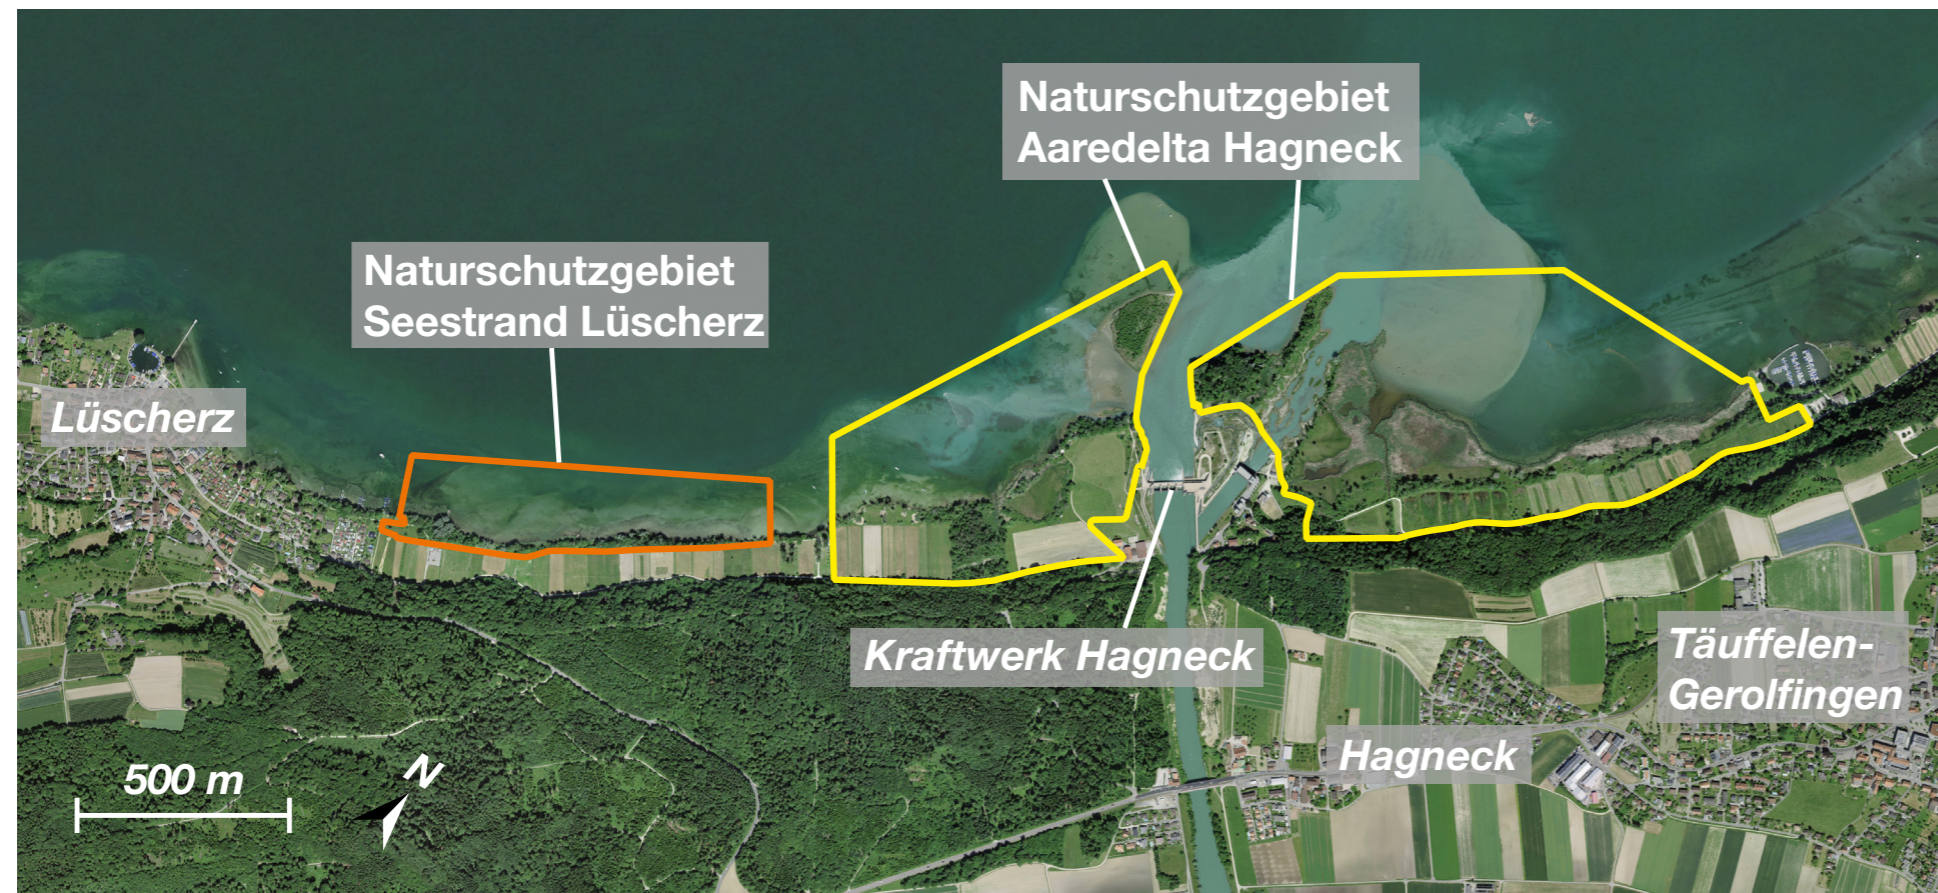 Naturschutzgebiet
Aaredelta Hagneck
Naturschutzgebiet
Seestrand Lüscherz
Lüscherz
Kraftwerk Hagneck
Täuffelen-
Gerolfingen
Hagneck
500 m
N